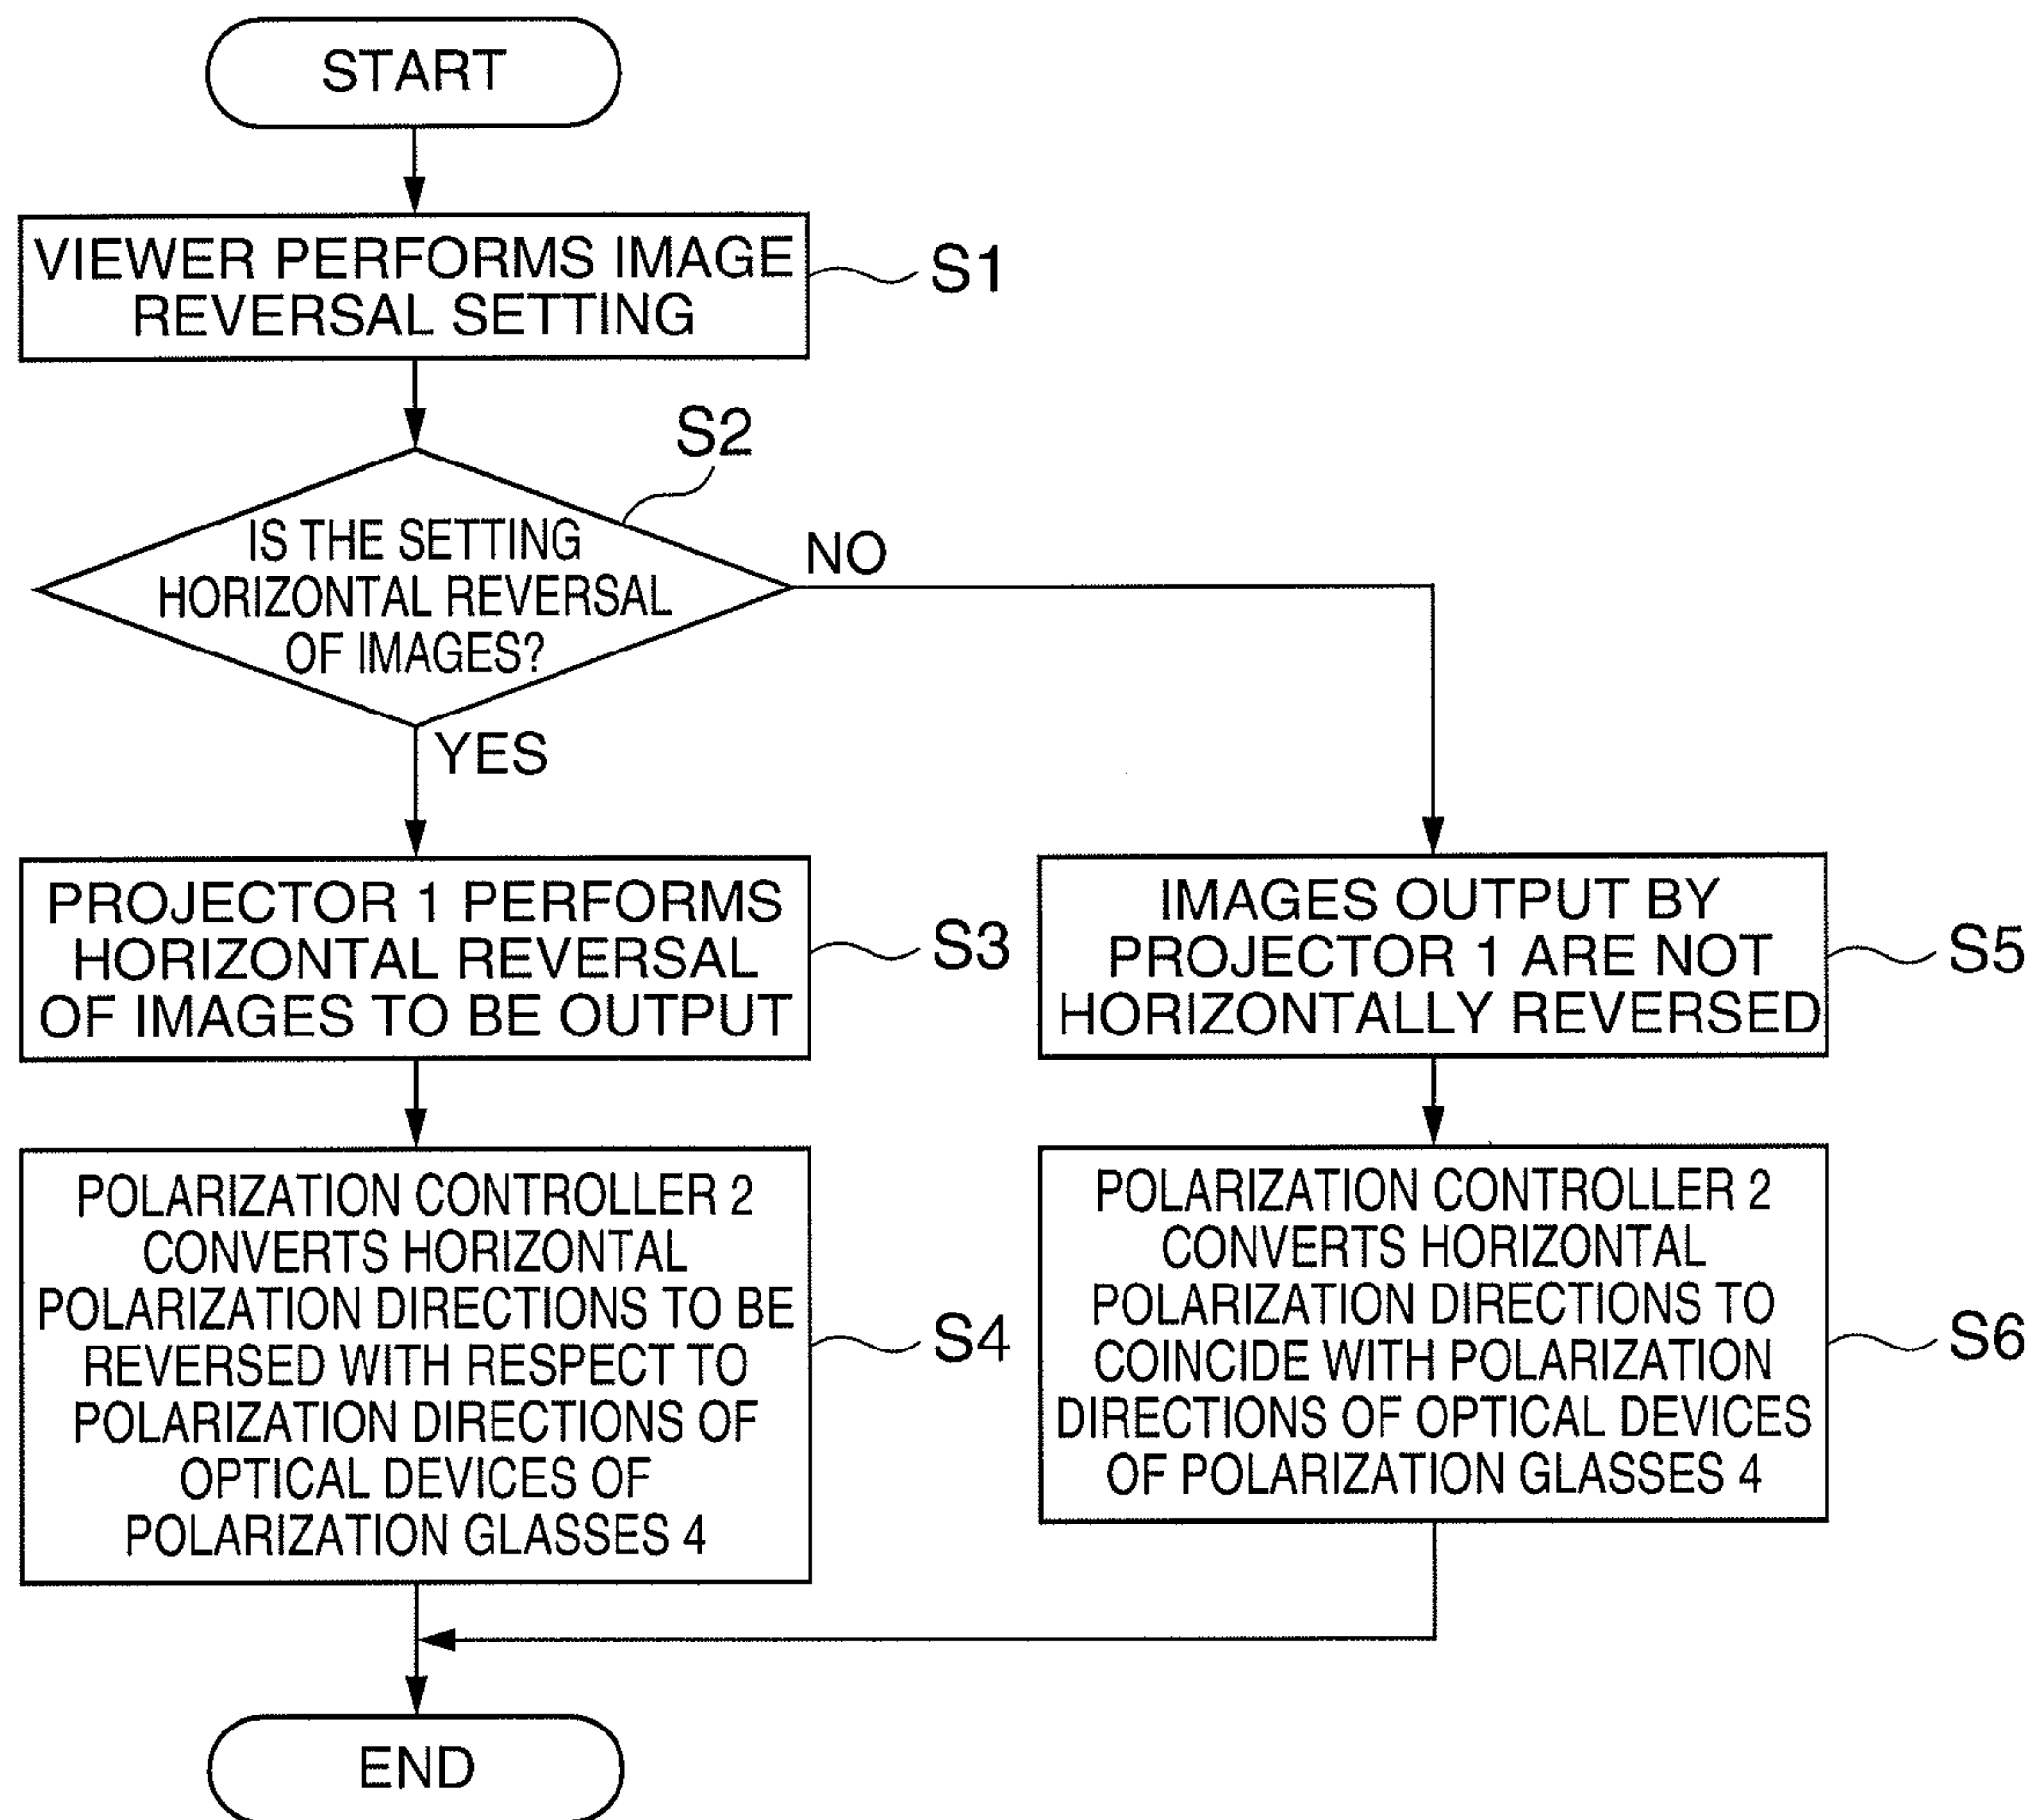 START
VIEWER PERFORMS IMAGE
REVERSAL SETTING
S1
S2
IS THE SETTING
HORIZONTAL REVERSAL
OF IMAGES?
NO
YES
PROJECTOR 1 PERFORMS
HORIZONTAL REVERSAL
OF IMAGES TO BE OUTPUT
S3
IMAGES OUTPUT BY
PROJECTOR 1 ARE NOT
HORIZONTALLY REVERSED
S5
POLARIZATION CONTROLLER 2
CONVERTS HORIZONTAL
POLARIZATION DIRECTIONS TO BE
REVERSED WITH RESPECT TO
POLARIZATION DIRECTIONS OF
OPTICAL DEVICES OF
POLARIZATION GLASSES 4
S4
POLARIZATION CONTROLLER 2
CONVERTS HORIZONTAL
POLARIZATION DIRECTIONS TO
COINCIDE WITH POLARIZATION
DIRECTIONS OF OPTICAL DEVICES
OF POLARIZATION GLASSES 4
S6
END